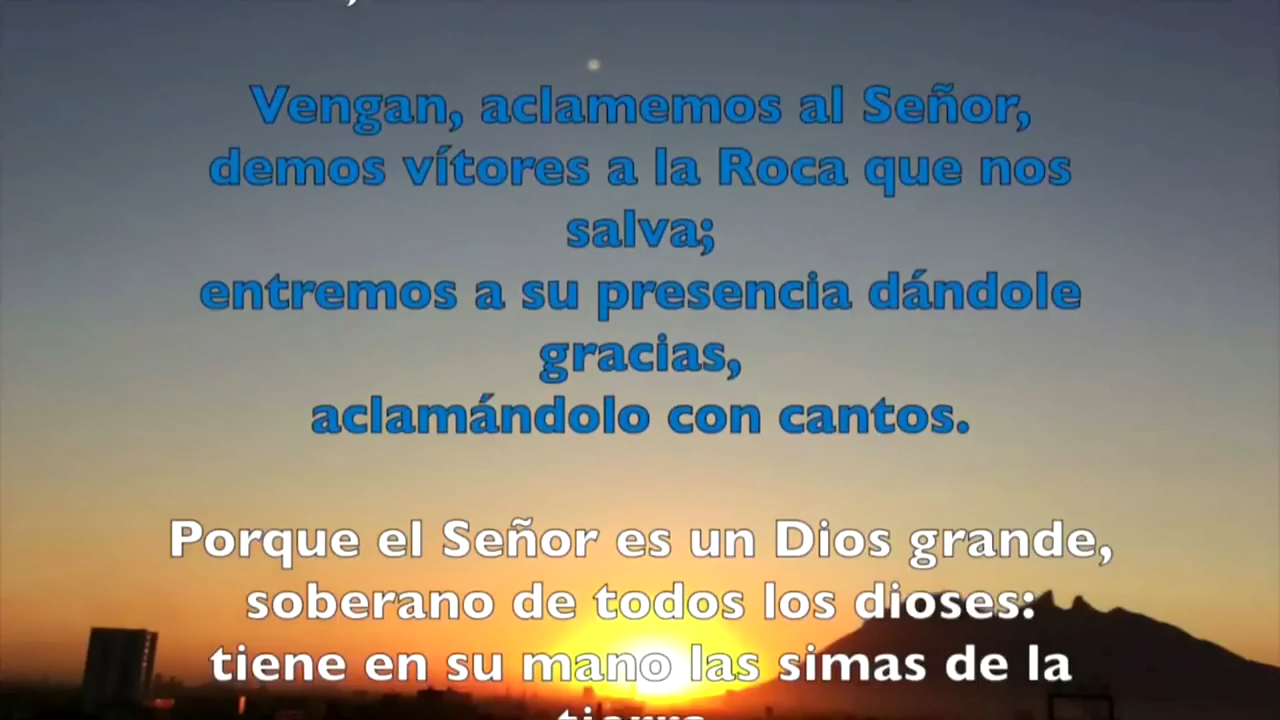 Vengan, aclamemos al Señor,
demos vítores a la Roca que nos
salva;
entremos a su presencia dándole
gracias,
aclamándolo con cantos.
Porque el Señor es un Dios grande,
soberano de todos los dioses:
tiene en su mano las simas de la
tierra